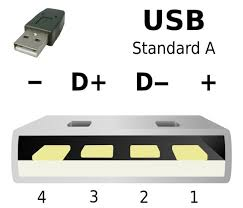 USB
Standard A
− D+ D− +
4 3 2 1